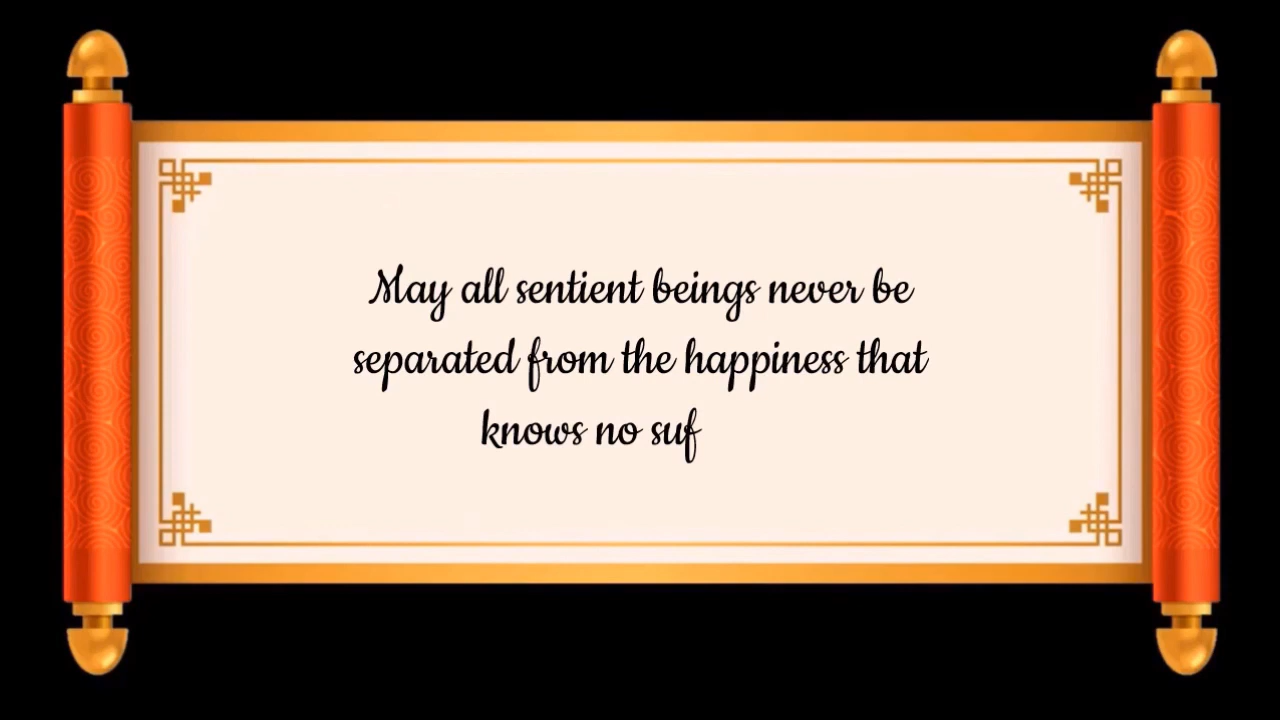 May all sentient beings never be
separated from the happiness that
knows no suf